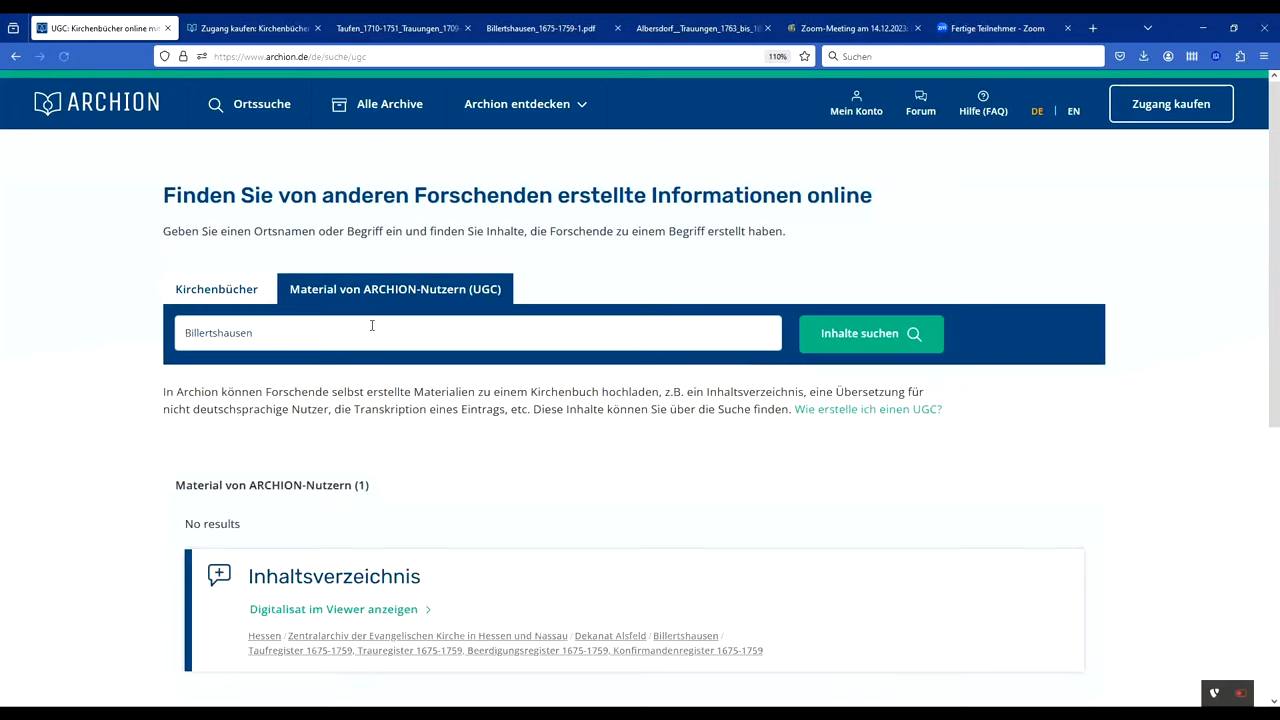 UGC: Kirchenbücher online mi
Zugang kaufen: Kirchenbücher
Taufen_1710-1751_Trauungen_1709
Billertshausen_1675-1759-1.pdf
Albersdorf__Trauungen_1763_bis_18
Zoom-Meeting am 14.12.2023:
Fertige Teilnehmer - Zoom
https://www.archion.de/de/suche/ugc
110%
Suchen
ARCHION
Ortssuche
Alle Archive
Archion entdecken
Mein Konto
Forum
Hilfe (FAQ)
DE | EN
Zugang kaufen
Finden Sie von anderen Forschenden erstellte Informationen online
Geben Sie einen Ortsnamen oder Begriff ein und finden Sie Inhalte, die Forschende zu einem Begriff erstellt haben.
Kirchenbücher
Material von ARCHION-Nutzern (UGC)
Billertshausen
Inhalte suchen
In Archion können Forschende selbst erstellte Materialien zu einem Kirchenbuch hochladen, z.B. ein Inhaltsverzeichnis, eine Übersetzung für
nicht deutschsprachige Nutzer, die Transkription eines Eintrags, etc. Diese Inhalte können Sie über die Suche finden. Wie erstelle ich einen UGC?
Material von ARCHION-Nutzern (1)
No results
Inhaltsverzeichnis
Digitalisat im Viewer anzeigen
Hessen / Zentralarchiv der Evangelischen Kirche in Hessen und Nassau / Dekanat Alsfeld / Billertshausen /
Taufregister 1675-1759, Trauregister 1675-1759, Beerdigungsregister 1675-1759, Konfirmandenregister 1675-1759